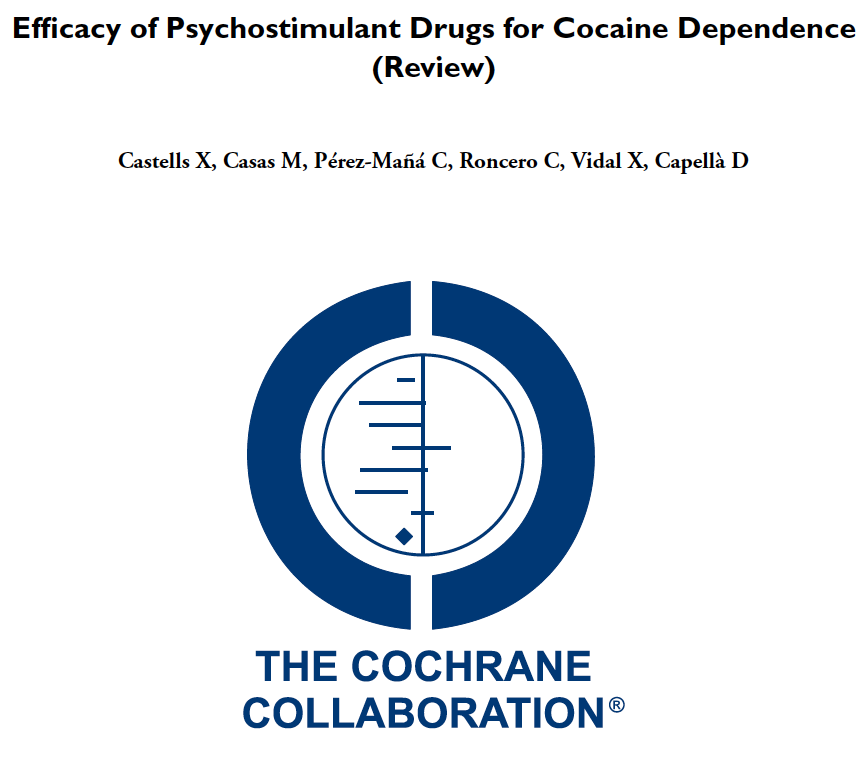 Efficacy of Psychostimulant Drugs for Cocaine Dependence
(Review)
Castells X, Casas M, Pérez-Mañá C, Roncero C, Vidal X, Capellà D
THE COCHRANE
COLLABORATION®